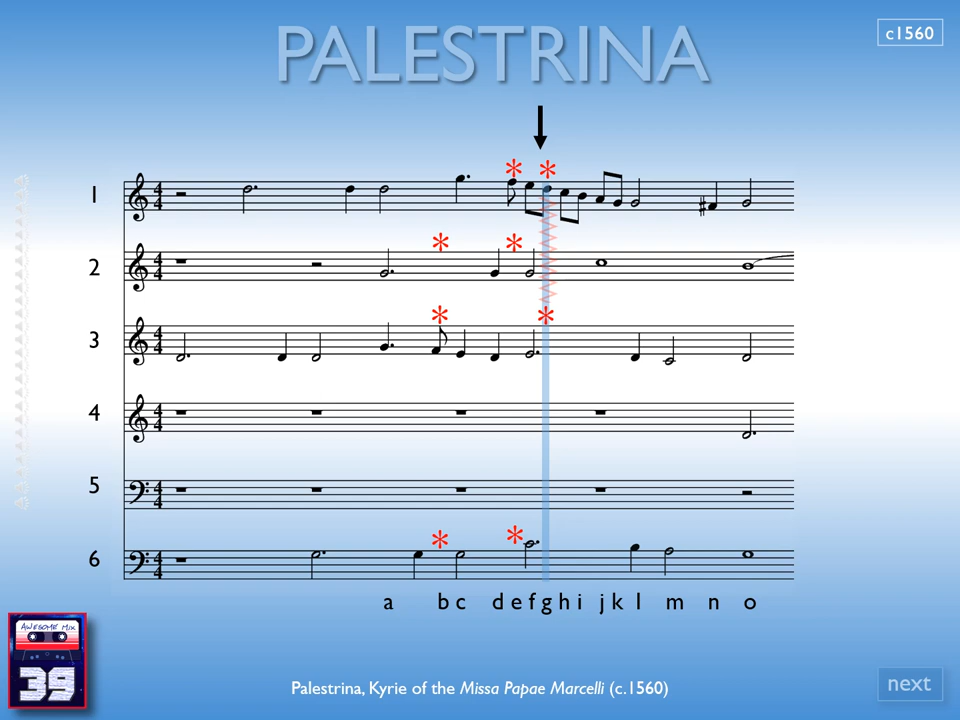 PALESTRINA
c1560
1
2
3
4
5
6
a b c d e f g h i j k l m n o
AWESOME MIX
39
Palestrina, Kyrie of the Missa Papae Marcelli (c.1560)
next